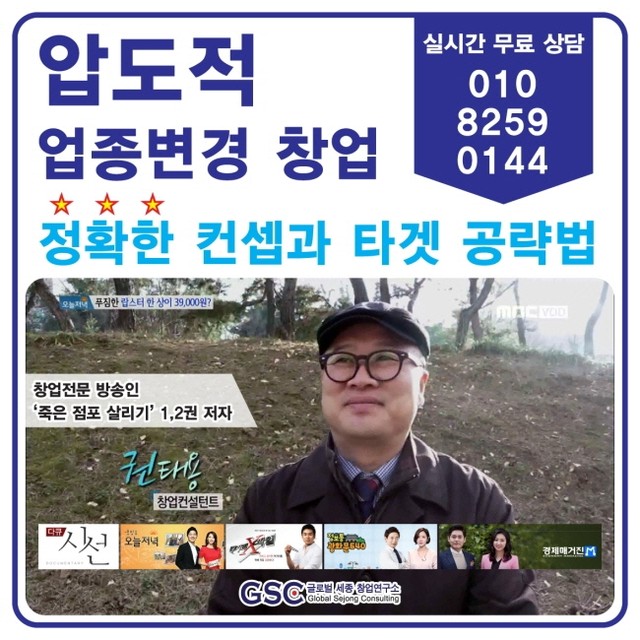 압도적
업종변경 창업
실시간 무료 상담
010
8259
0144
정확한 컨셉과 타겟 공략법
오늘저녁 푸짐한 랍스터 한 상이 39,000원?
MBC VOD
창업전문 방송인
‘죽은 점포 살리기’ 1,2권 저자
권태용
창업컨설턴트
다큐
시선
오늘저녁
경제매거진 M
GSC 글로벌 세종 창업연구소
Global Sejong Consulting